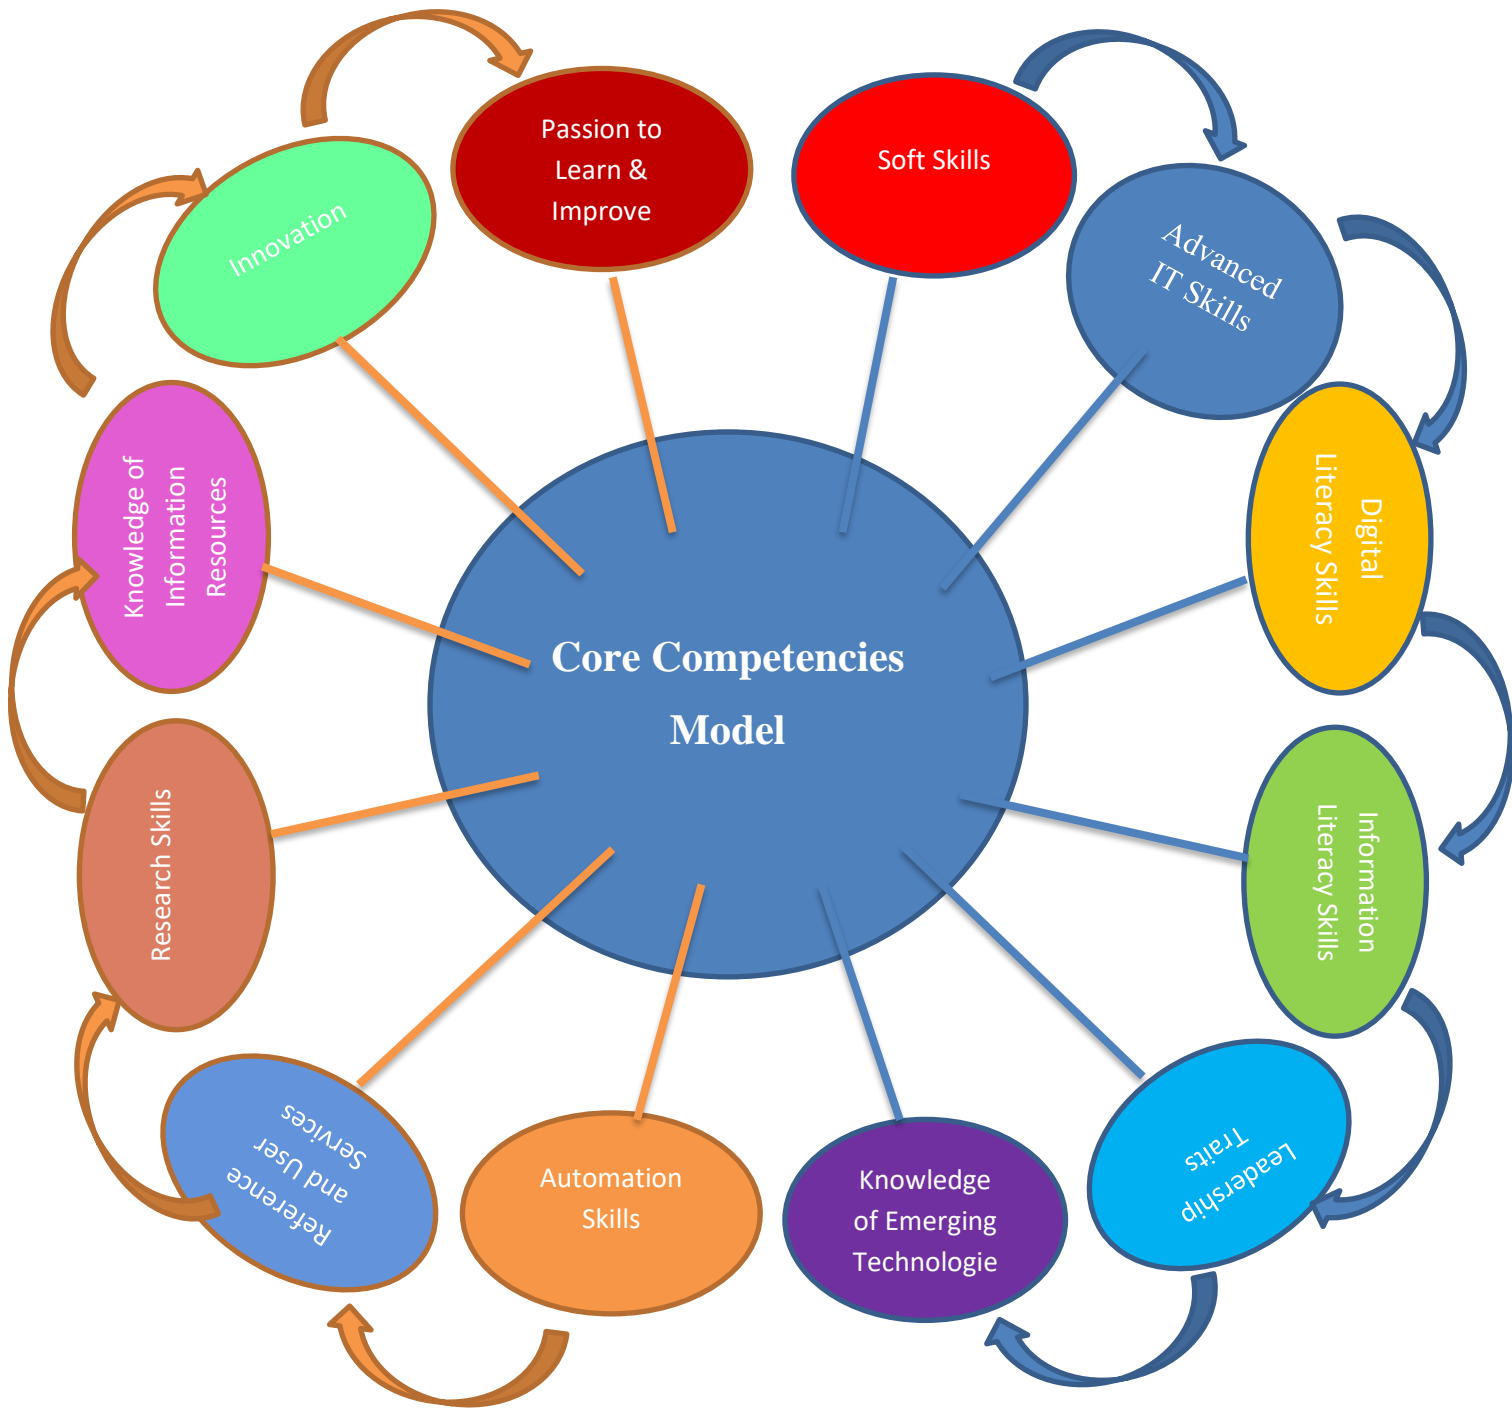 Passion to
Learn &
Improve
Soft Skills
Advanced
IT Skills
Digital
Literacy Skills
Information
Literacy Skills
Leadership
Traits
Knowledge
of Emerging
Technologie
Automation
Skills
Reference
and User
Services
Research Skills
Knowledge of
Information
Resources
Innovation
Core Competencies
Model